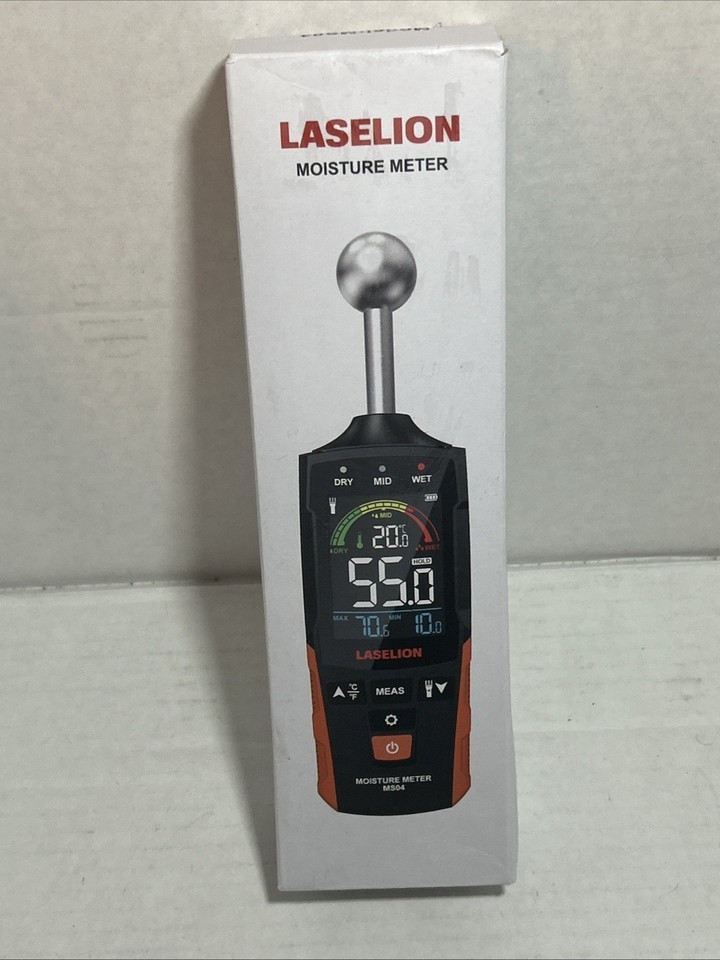 LASELION
MOISTURE METER
DRY MID WET
MID
DRY 20.0 °C WET
HOLD
55.0
MAX 70.6 MIN 10.0
LASELION
°C
°F
MEAS
MOISTURE METER
MS04